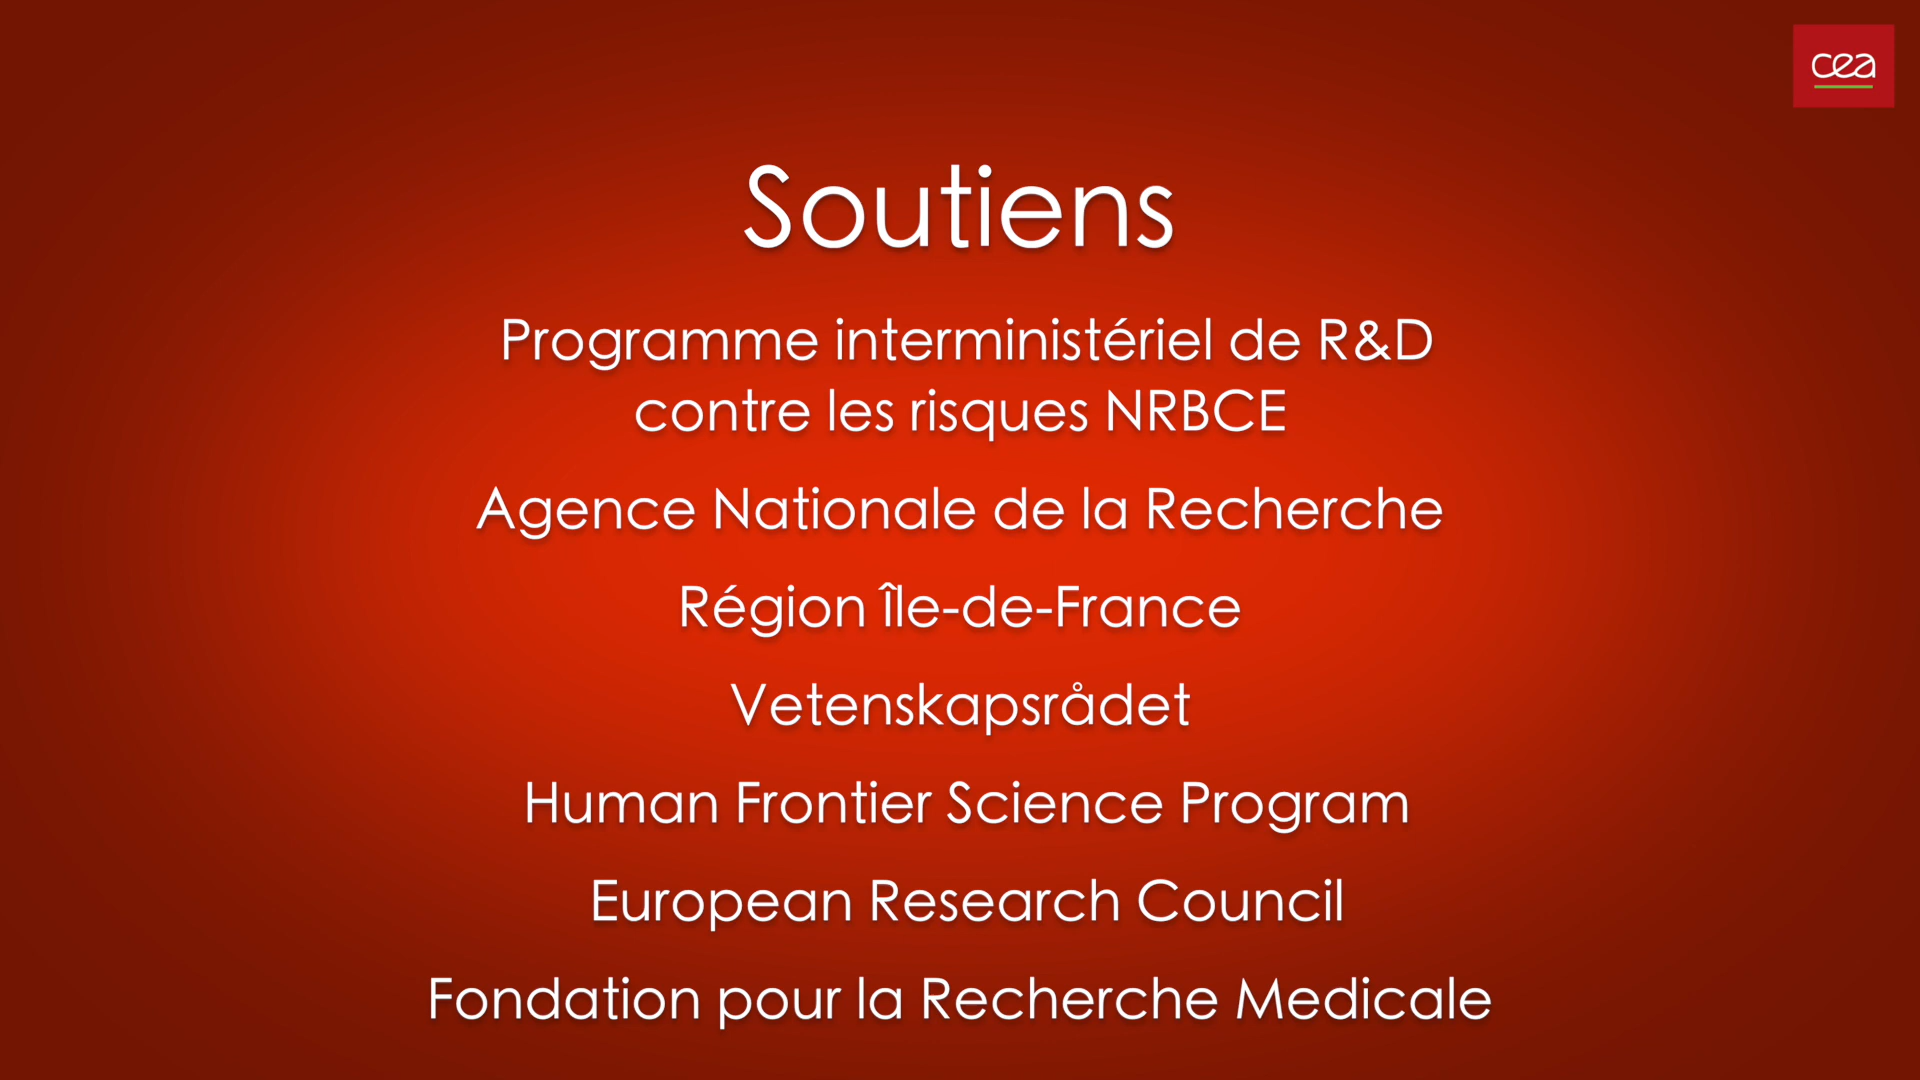 cea
Soutiens
Programme interministériel de R&D
contre les risques NRBCE
Agence Nationale de la Recherche
Région Île-de-France
Vetenskapsrådet
Human Frontier Science Program
European Research Council
Fondation pour la Recherche Medicale